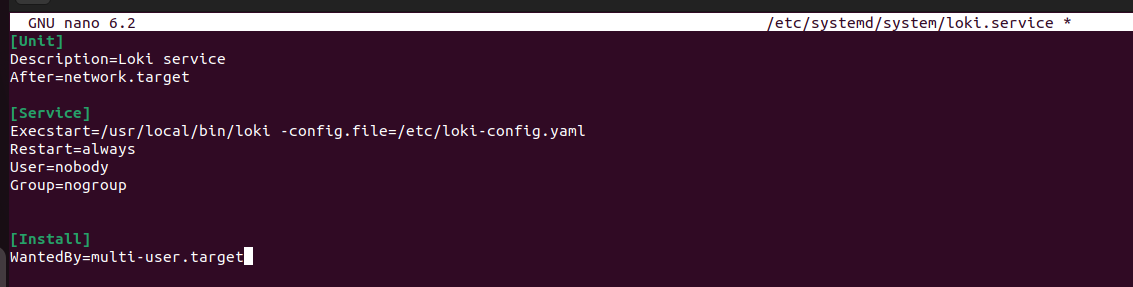 GNU nano 6.2 /etc/systemd/system/loki.service *
[Unit]
Description=Loki service
After=network.target
[Service]
Execstart=/usr/local/bin/loki -config.file=/etc/loki-config.yaml
Restart=always
User=nobody
Group=nogroup
[Install]
WantedBy=multi-user.target